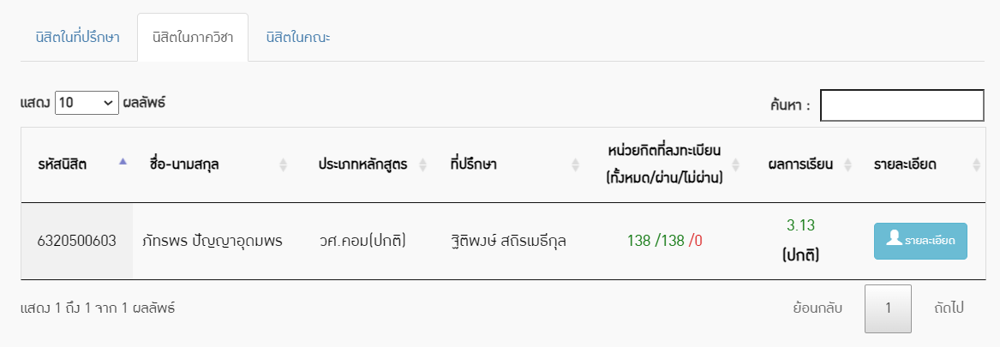 นิสิตในที่ปรึกษา นิสิตในภาควิชา นิสิตในคณะ
แสดง 10 ผลลัพธ์ ค้นหา :
รหัสนิสิต ชื่อ-นามสกุล ประเภทหลักสูตร ที่ปรึกษา หน่วยกิตที่ลงทะเบียน ผลการเรียน รายละเอียด
(ทั้งหมด/ผ่าน/ไม่ผ่าน)
6320500603 ภัทรพร ปัญญาอุดมพร วศ.คอม(ปกติ) ฐิติพงษ์ สถิรเมธีกุล 138 /138 /0 3.13 รายละเอียด
(ปกติ)
แสดง 1 ถึง 1 จาก 1 ผลลัพธ์ ย้อนกลับ 1 ถัดไป